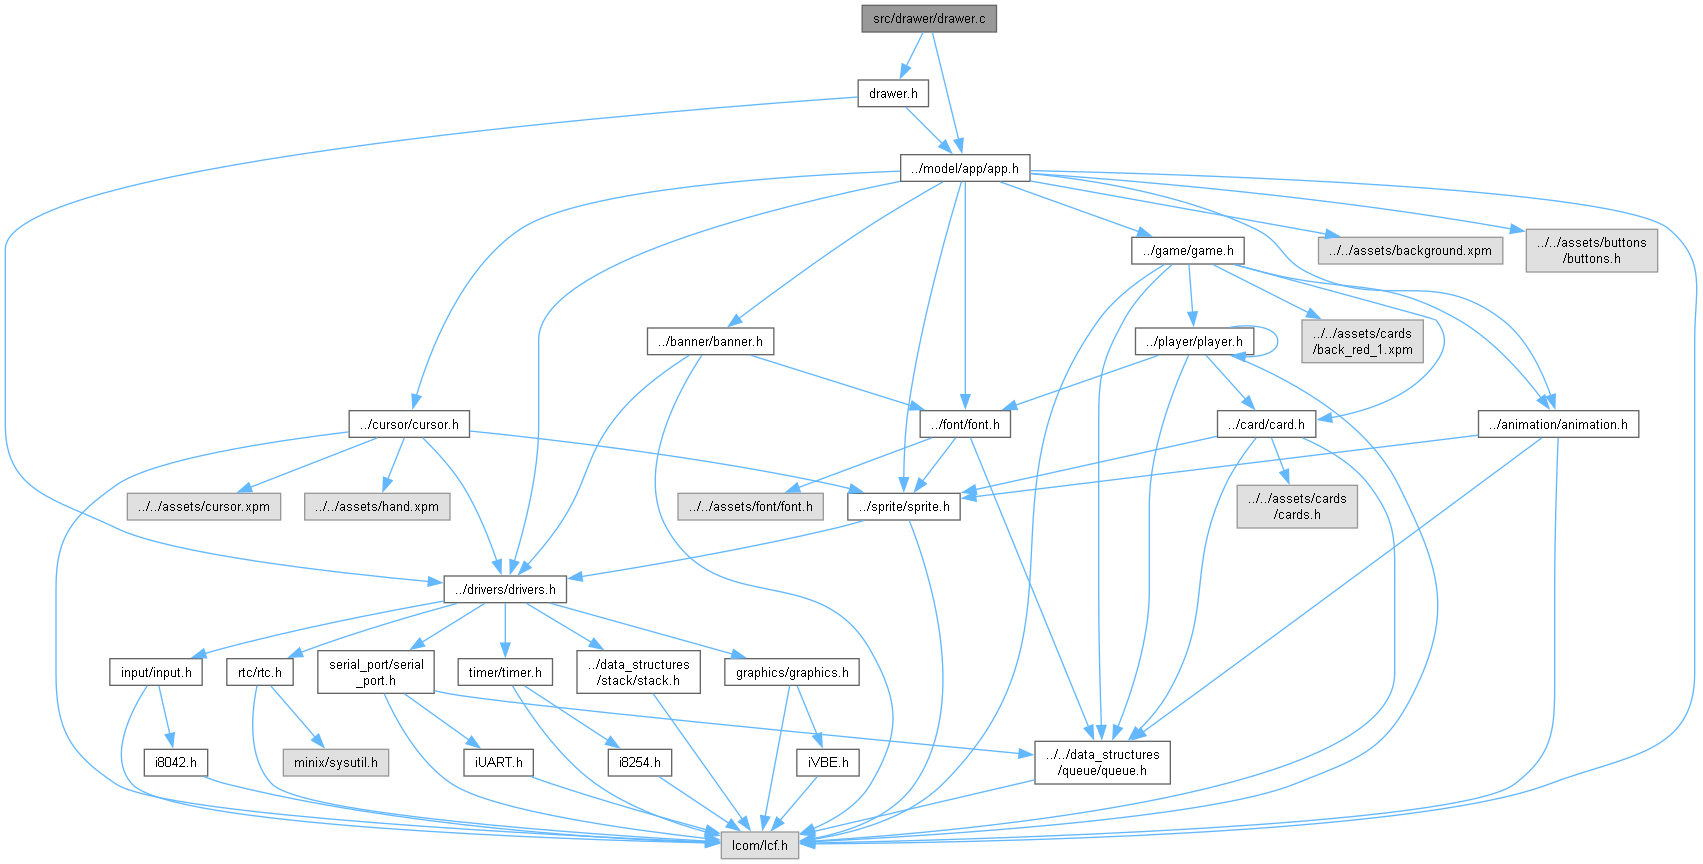 src/drawer/drawer.c
drawer.h
../model/app/app.h
../game/game.h
../../assets/background.xpm
../../assets/buttons
/buttons.h
../banner/banner.h
../player/player.h
../../assets/cards
/back_red_1.xpm
../cursor/cursor.h
../font/font.h
../card/card.h
../animation/animation.h
../../assets/cursor.xpm
../../assets/hand.xpm
../../assets/font/font.h
../sprite/sprite.h
../../assets/cards
/cards.h
../drivers/drivers.h
input/input.h
rtc/rtc.h
serial_port/serial
_port.h
timer/timer.h
../data_structures
/stack/stack.h
graphics/graphics.h
i8042.h
minix/sysutil.h
iUART.h
i8254.h
iVBE.h
../../data_structures
/queue/queue.h
lcom/lcf.h